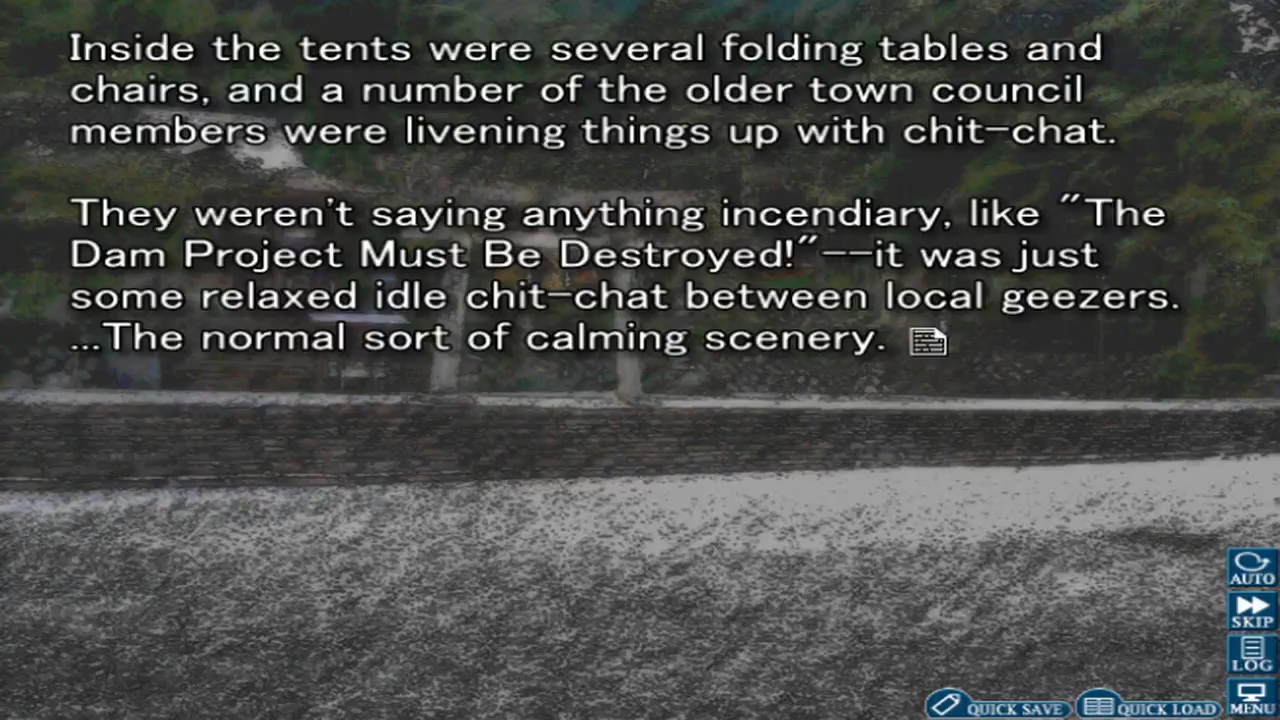 Inside the tents were several folding tables and
chairs, and a number of the older town council
members were livening things up with chit-chat.
They weren't saying anything incendiary, like "The
Dam Project Must Be Destroyed!"--it was just
some relaxed idle chit-chat between local geezers.
...The normal sort of calming scenery.
AUTO
SKIP
LOG
MENU
QUICK SAVE
QUICK LOAD